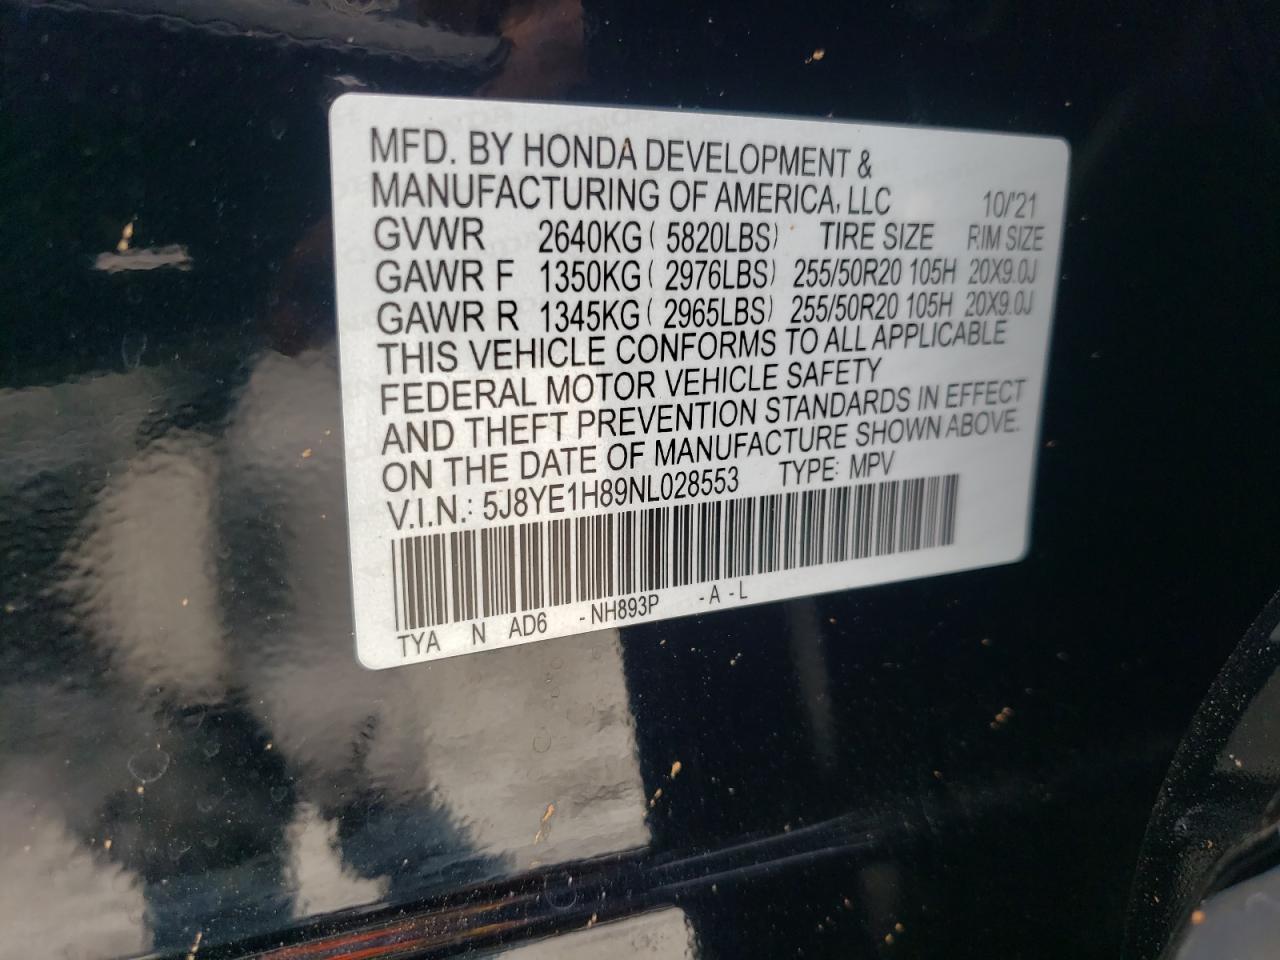 MFD. BY HONDA DEVELOPMENT &
MANUFACTURING OF AMERICA, LLC 10/'21
GVWR 2640KG ( 5820LBS) TIRE SIZE RIM SIZE
GAWR F 1350KG ( 2976LBS) 255/50R20 105H 20X9.0J
GAWR R 1345KG ( 2965LBS) 255/50R20 105H 20X9.0J
THIS VEHICLE CONFORMS TO ALL APPLICABLE
FEDERAL MOTOR VEHICLE SAFETY
AND THEFT PREVENTION STANDARDS IN EFFECT
ON THE DATE OF MANUFACTURE SHOWN ABOVE.
V.I.N.: 5J8YE1H89NL028553 TYPE: MPV
TYA N AD6 -NH893P -A -L